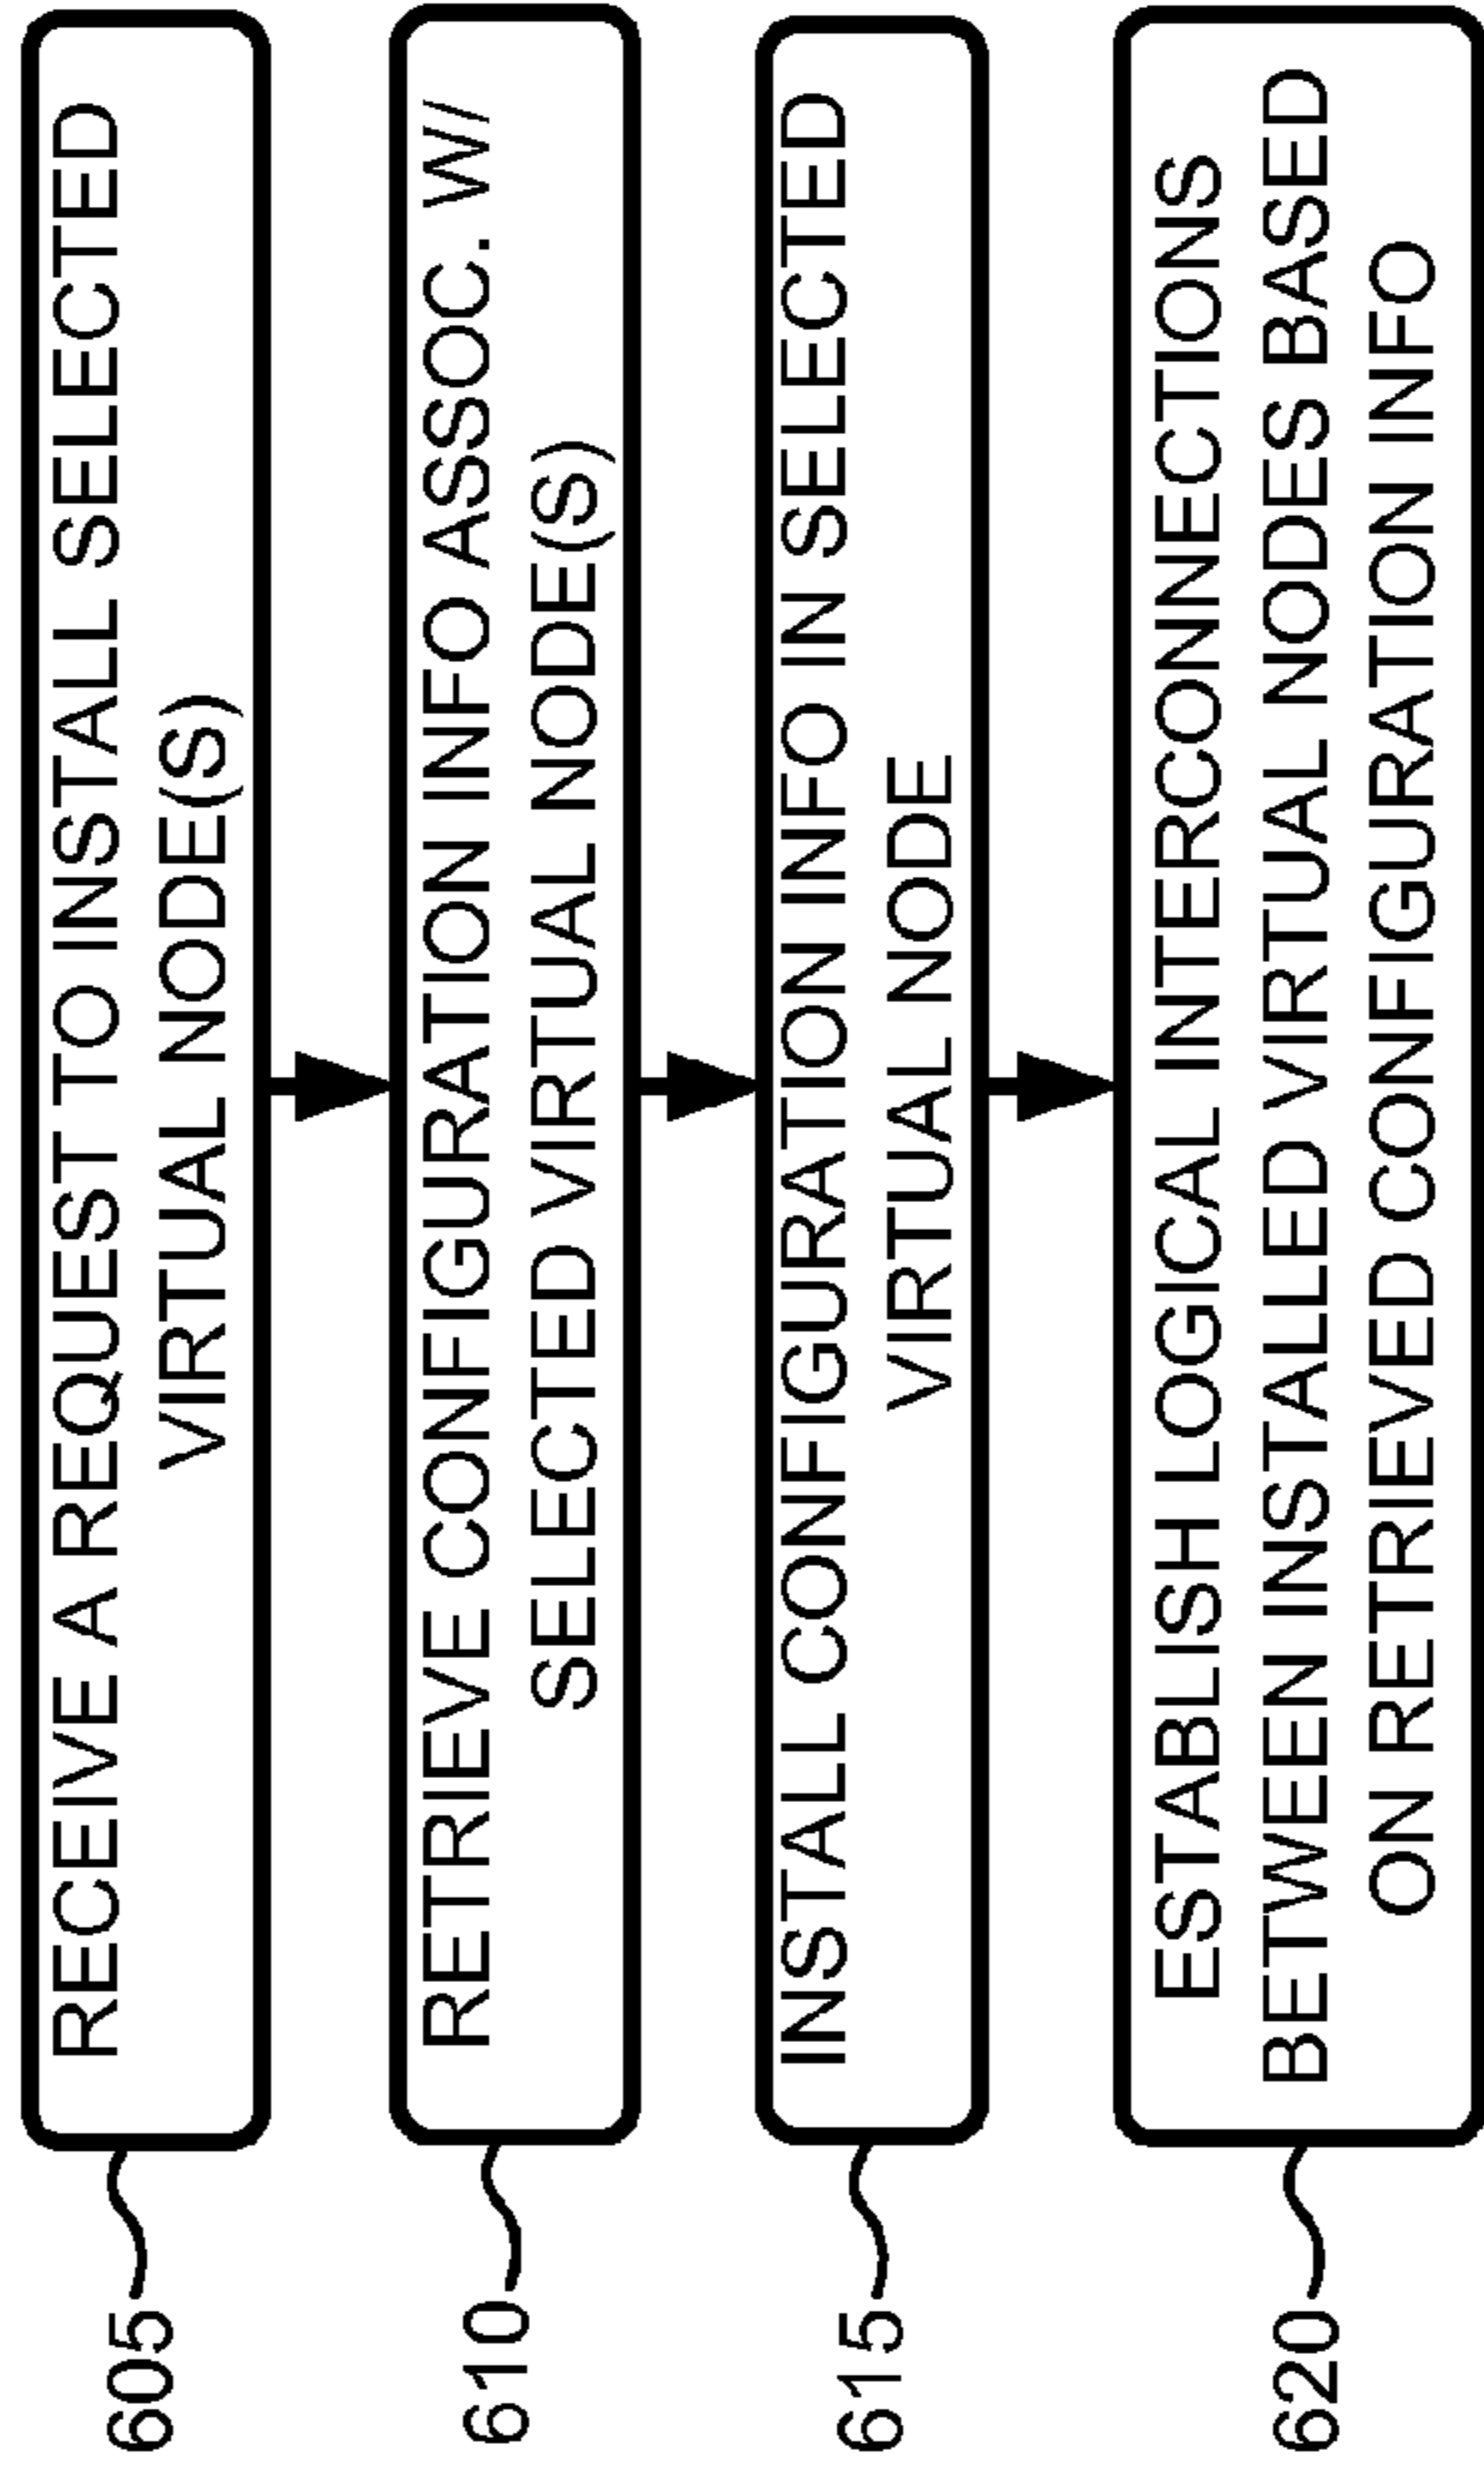 605
RECEIVE A REQUEST TO INSTALL SELECTED
VIRTUAL NODE(S)
610
RETRIEVE CONFIGURATION INFO ASSOC. W/
SELECTED VIRTUAL NODE(S)
615
INSTALL CONFIGURATION INFO IN SELECTED
VIRTUAL NODE
620
ESTABLISH LOGICAL INTERCONNECTIONS
BETWEEN INSTALLED VIRTUAL NODES BASED
ON RETRIEVED CONFIGURATION INFO